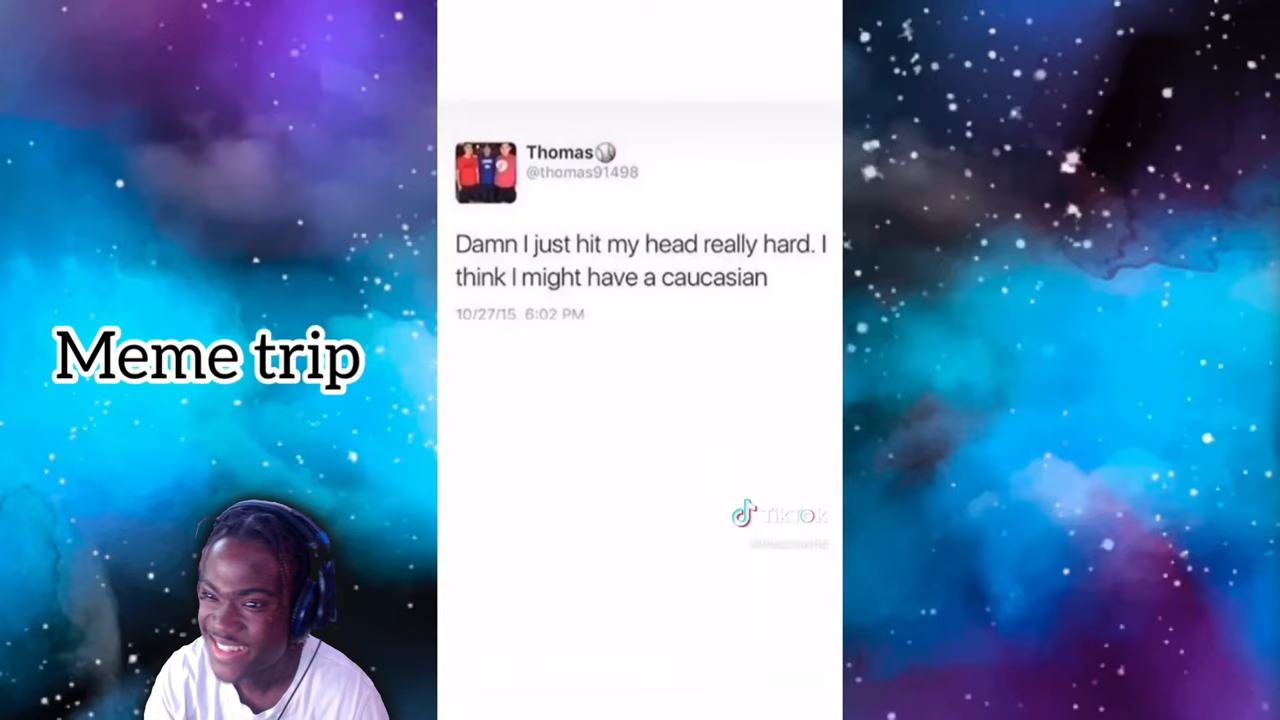 Thomas
@thomas91498
Damn I just hit my head really hard. I
think I might have a caucasian
10/27/15, 6:02 PM
Meme trip
TikTok